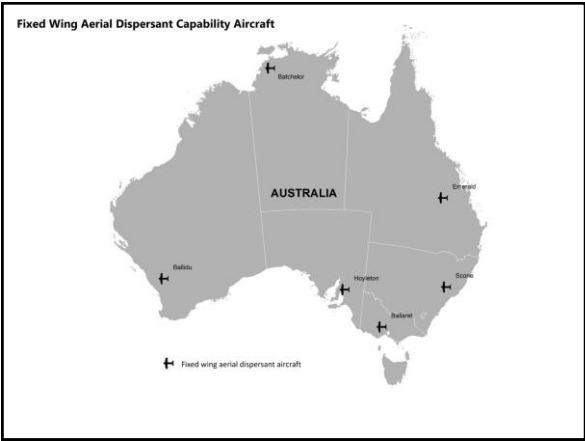 Fixed Wing Aerial Dispersant Capability Aircraft
Batchelor
AUSTRALIA
Emerald
Ballidu
Hoyleton
Scone
Ballarat
Fixed wing aerial dispersant aircraft